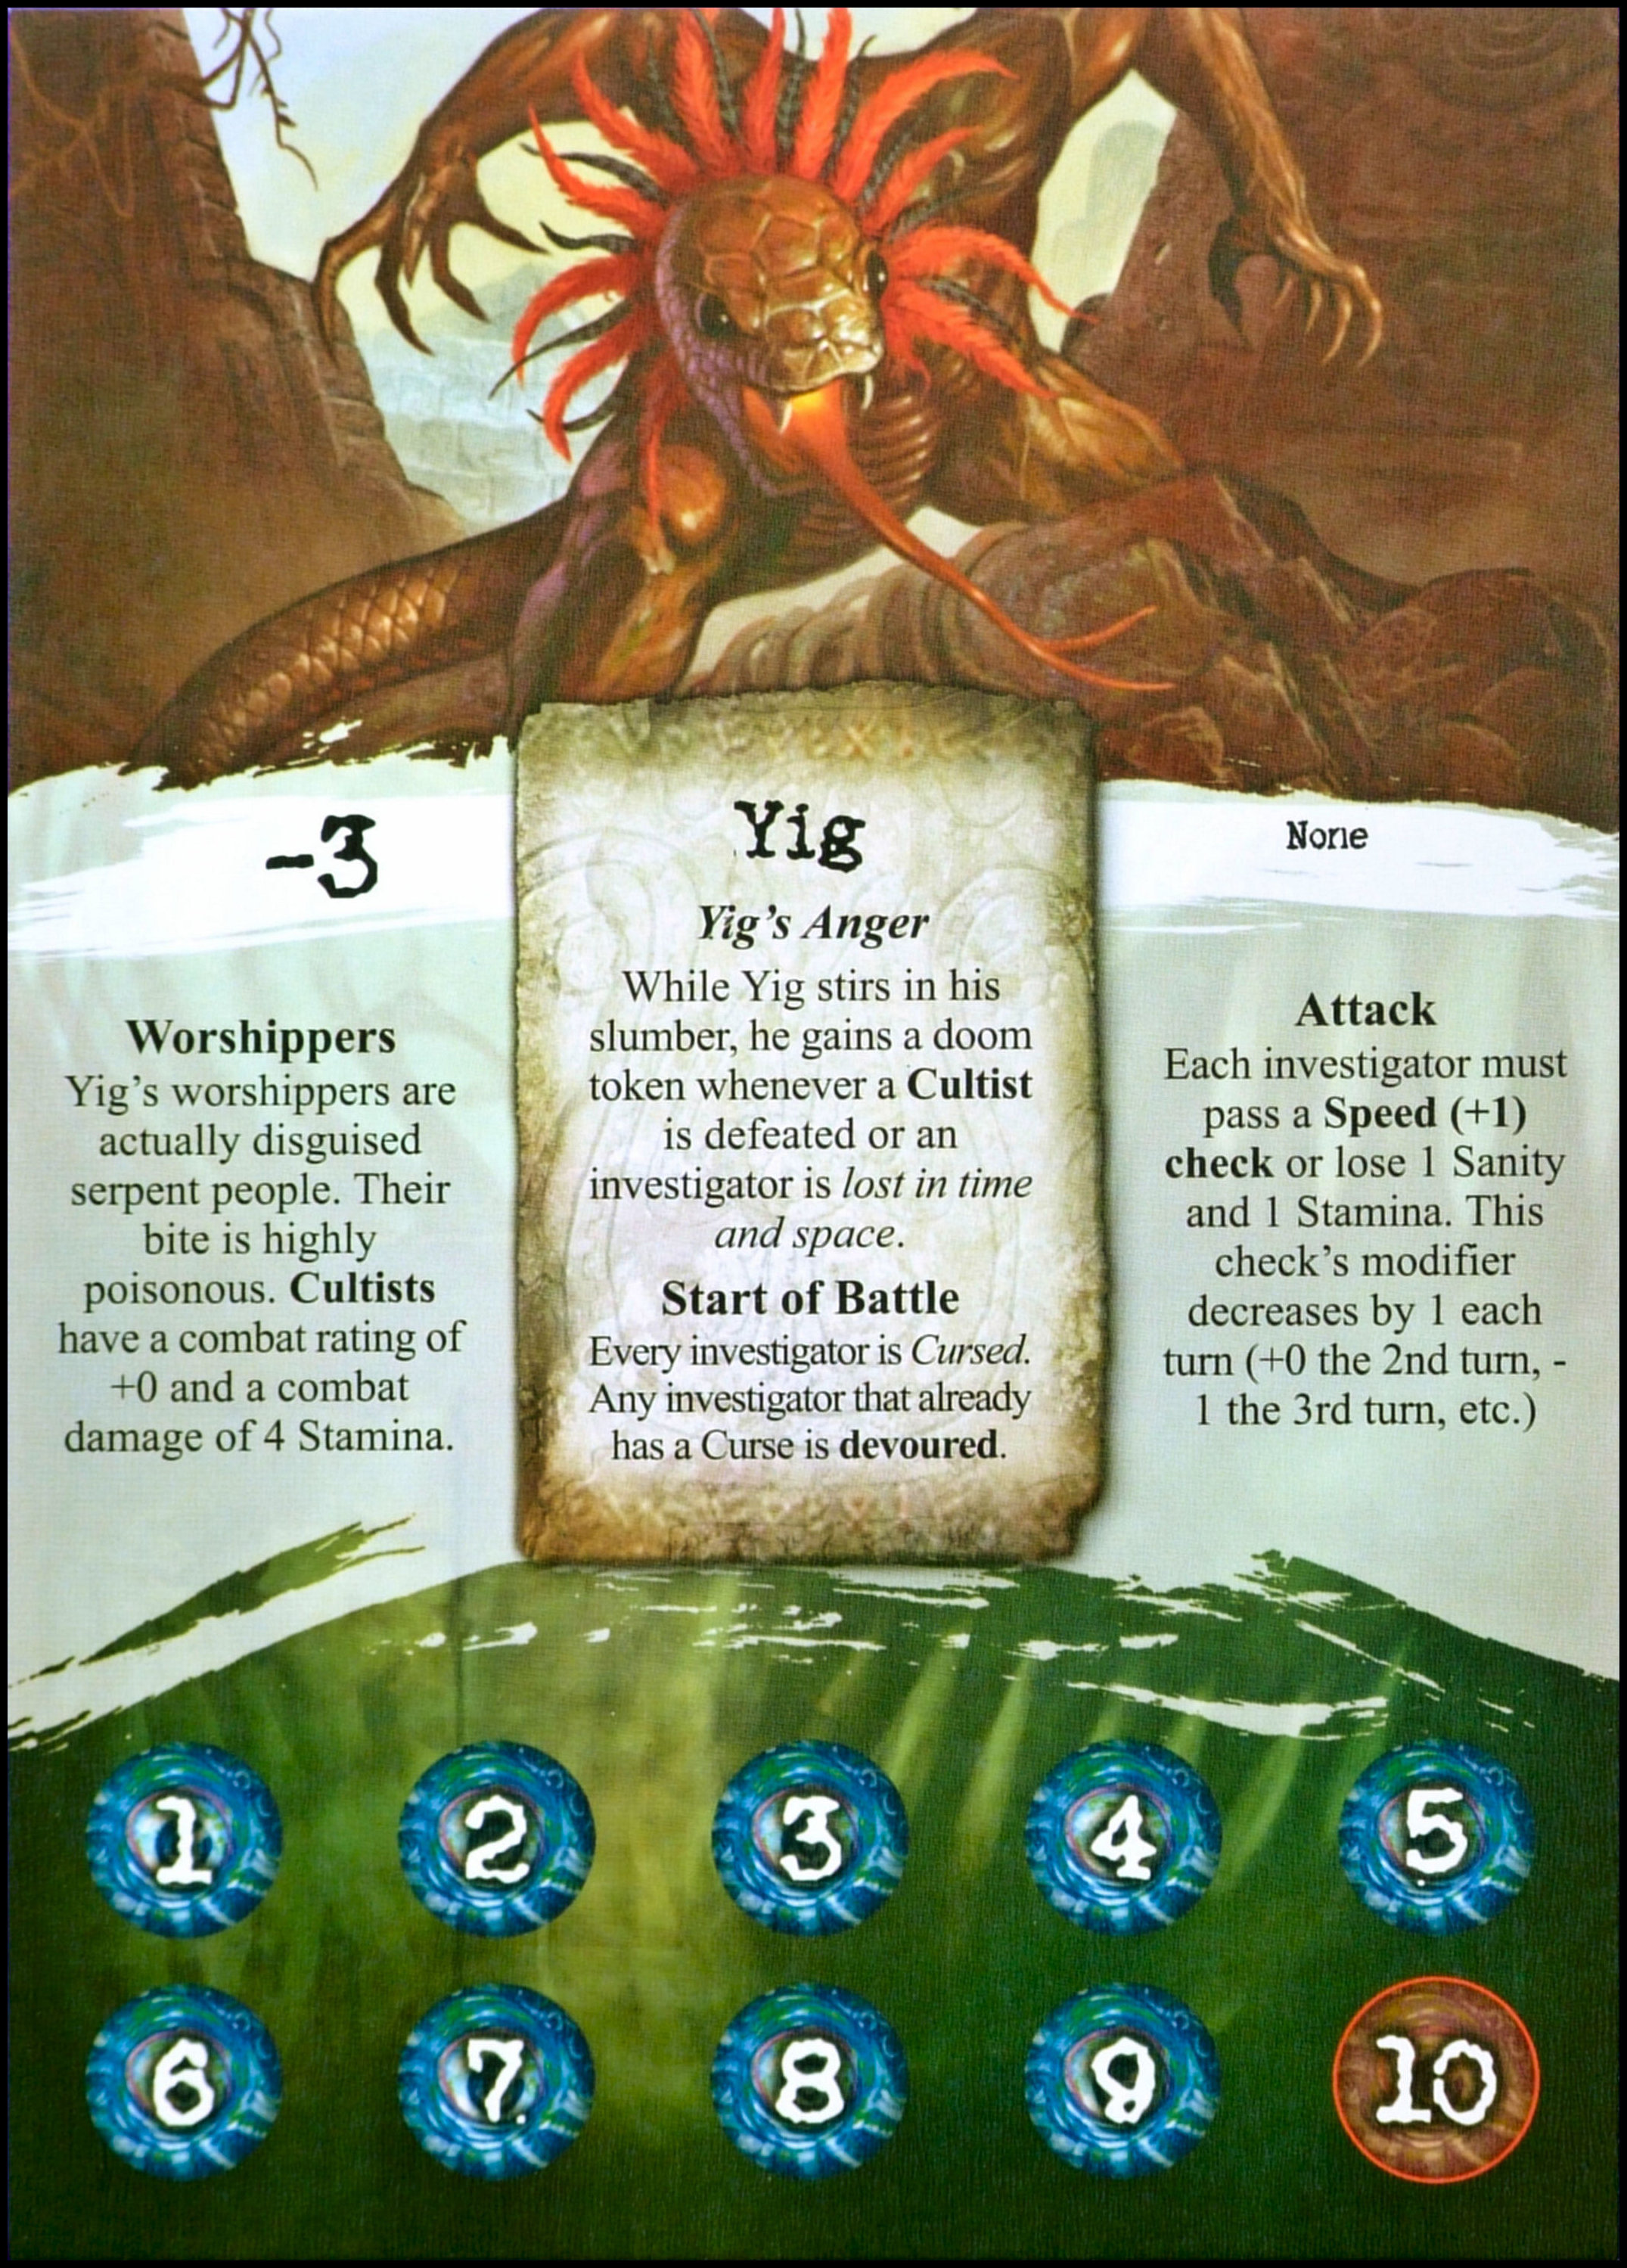 -3
Yig
None
Yig's Anger
While Yig stirs in his
slumber, he gains a doom
token whenever a Cultist
is defeated or an
investigator is lost in time
and space.
Start of Battle
Every investigator is Cursed.
Any investigator that already
has a Curse is devoured.
Worshippers
Yig's worshippers are
actually disguised
serpent people. Their
bite is highly
poisonous. Cultists
have a combat rating of
+0 and a combat
damage of 4 Stamina.
Attack
Each investigator must
pass a Speed (+1)
check or lose 1 Sanity
and 1 Stamina. This
check's modifier
decreases by 1 each
turn (+0 the 2nd turn, -
1 the 3rd turn, etc.)
1 2 3 4 5
6 7 8 9 10